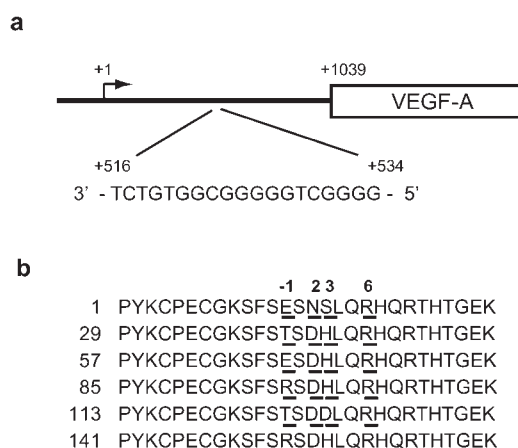 a
+1 +1039
VEGF-A
+516 +534
3' - TCTGTGGCGGGGGTCGGGG - 5'
b
-1 2 3 6
1 PYKCPECGKSFSESNSLQRHQRTHTGEK
29 PYKCPECGKSFSTSDHLQRHQRTHTGEK
57 PYKCPECGKSFSESDHLQRHQRTHTGEK
85 PYKCPECGKSFSRSDHLQRHQRTHTGEK
113 PYKCPECGKSFSTSDDLQRHQRTHTGEK
141 PYKCPECGKSFSRSDHLQRHQRTHTGEK